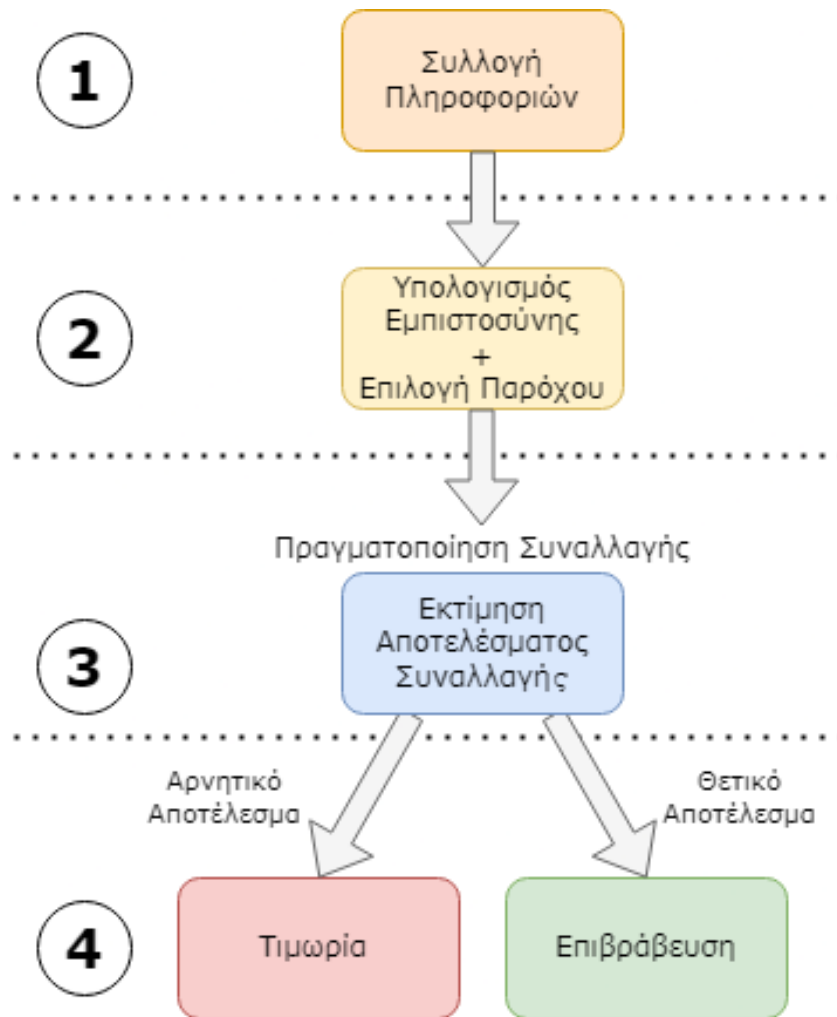 1
Συλλογή
Πληροφοριών
2
Υπολογισμός
Εμπιστοσύνης
+
Επιλογή Παρόχου
Πραγματοποίηση Συναλλαγής
3
Εκτίμηση
Αποτελέσματος
Συναλλαγής
Αρνητικό
Αποτέλεσμα
Θετικό
Αποτέλεσμα
4
Τιμωρία
Επιβράβευση